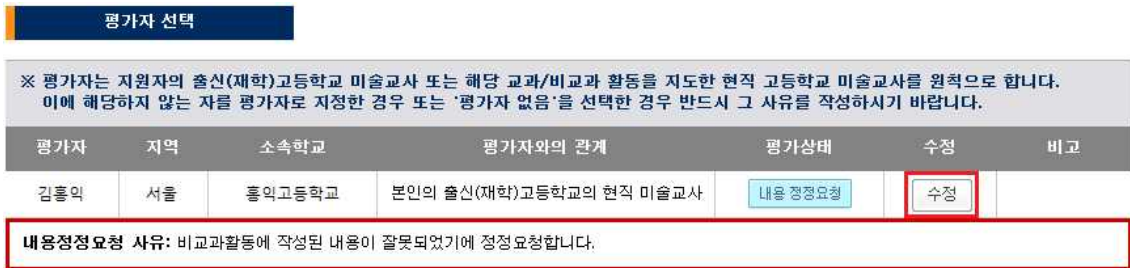 평가자 선택
※ 평가자는 지원자의 출신(재학)고등학교 미술교사 또는 해당 교과/비교과 활동을 지도한 현직 고등학교 미술교사를 원칙으로 합니다.
이에 해당하지 않는 자를 평가자로 지정한 경우 또는 '평가자 없음'을 선택한 경우 반드시 그 사유를 작성하시기 바랍니다.
평가자 지역 소속학교 평가자와의 관계 평가상태 수정 비고
김홍익 서울 홍익고등학교 본인의 출신(재학)고등학교의 현직 미술교사 내용 정정요청 수정
내용정정요청 사유: 비교과활동에 작성된 내용이 잘못되었기에 정정요청합니다.